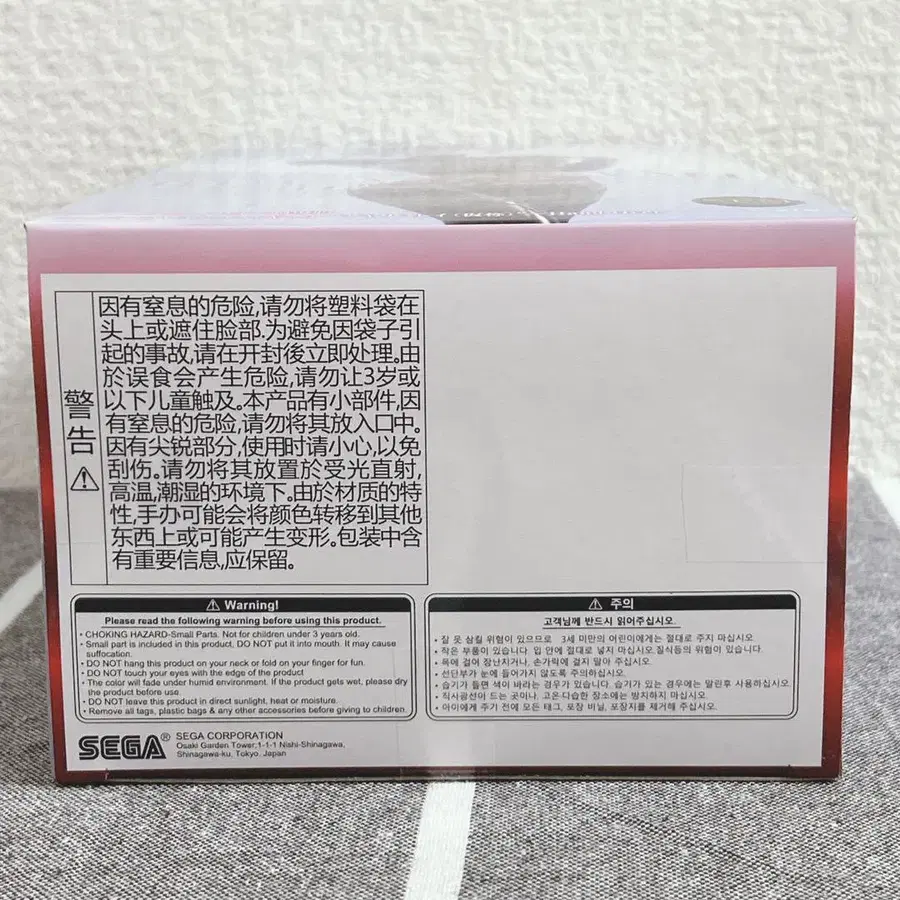 警告
因有窒息的危险,请勿将塑料袋在
头上或遮住脸部.为避免因袋子引
起的事故,请在开封後立即处理。由
於误食会产生危险,请勿让3岁或
以下儿童触及。本产品有小部件,因
有窒息的危险,请勿将其放入口中。
因有尖锐部分,使用时请小心,以免
刮伤。请勿将其放置於受光直射,
高温,潮湿的环境下。由於材质的特
性,手办可能会将颜色转移到其他
东西上或可能产生变形。包装中含
有重要信息,应保留。
Warning!
Please read the following warning before using this product.
• CHOKING HAZARD-Small Parts. Not for children under 3 years old.
• Small part is included in this product, DO NOT put it into mouth. It may cause
suffocation.
• DO NOT hang this product on your neck or fold on your finger for fun.
• DO NOT touch your eyes with the edge of the product
• The color will fade under humid environment. If the product gets wet, please dry
the product before use.
• DO NOT leave this product in direct sunlight, heat or moisture.
• Remove all tags, plastic bags & any other accessories before giving to children.
주의
고객님께 반드시 읽어주십시오.
• 잘 못 삼킬 위험이 있으므로 3세 미만의 어린이에게는 절대로 주지 마십시오.
• 작은 부품이 있습니다. 입 안에 절대로 넣지 마십시오.질식등의 위험이 있습니다.
• 목에 걸어 장난치거나, 손가락에 걸지 말아 주십시오.
• 선단부가 눈에 들어가지 않도록 주의하십시오.
• 습기가 들면 색이 바라는 경우가 있습니다. 습기가 있는 경우에는 말린후 사용하십시오.
• 직사광선이 드는 곳이나, 고온다습한 장소에는 방치하지 마십시오.
• 아이에게 주기 전에 모든 태그, 포장 비닐, 포장지를 제거해 주십시오.
SEGA®
SEGA CORPORATION
Osaki Garden Tower,1-1-1 Nishi-Shinagawa,
Shinagawa-ku, Tokyo, Japan